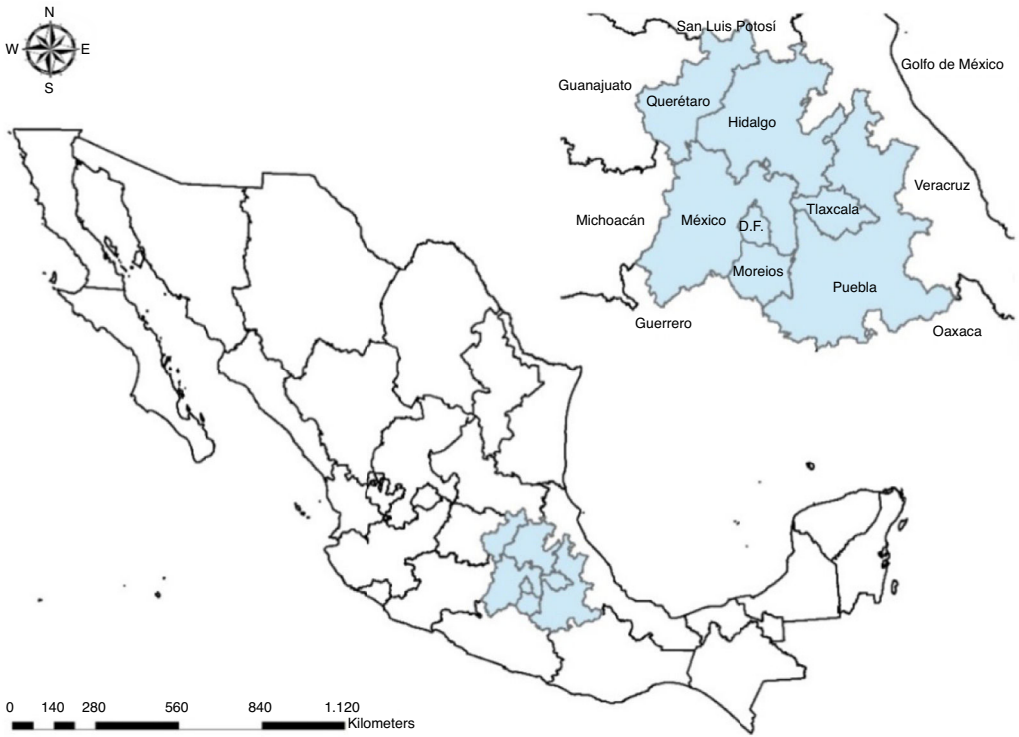 N
W E
S
San Luis Potosí
Golfo de México
Guanajuato
Querétaro
Hidalgo
Veracruz
Michoacán
México
D.F.
Tlaxcala
Moreios
Puebla
Guerrero
Oaxaca
0 140 280 560 840 1.120
Kilometers